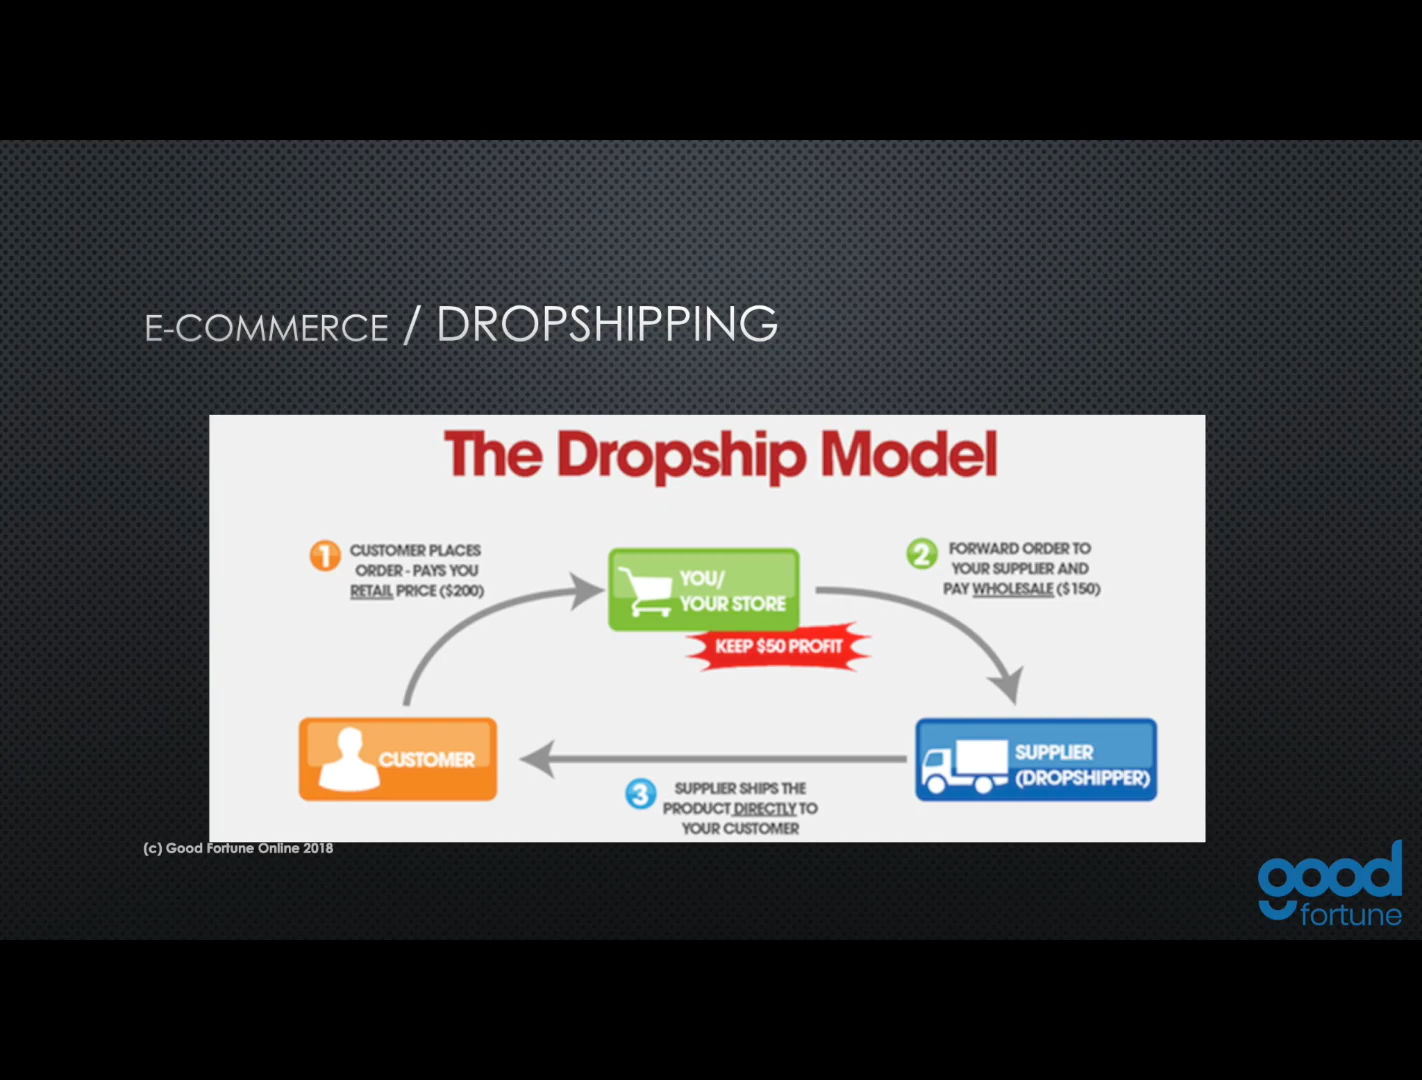 E-COMMERCE / DROPSHIPPING
The Dropship Model
1
CUSTOMER PLACES
ORDER - PAYS YOU
RETAIL PRICE ($200)
YOU/
YOUR STORE
KEEP $50 PROFIT
2
FORWARD ORDER TO
YOUR SUPPLIER AND
PAY WHOLESALE ($150)
CUSTOMER
SUPPLIER
(DROPSHIPPER)
3
SUPPLIER SHIPS THE
PRODUCT DIRECTLY TO
YOUR CUSTOMER
(c) Good Fortune Online 2018
good
fortune